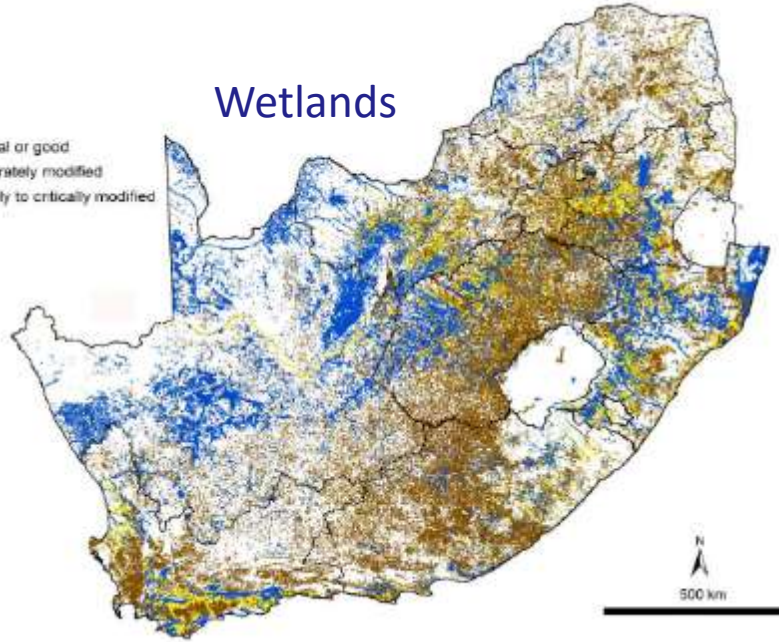 Wetlands
al or good
rately modified
ly to critically modified
N
500 km